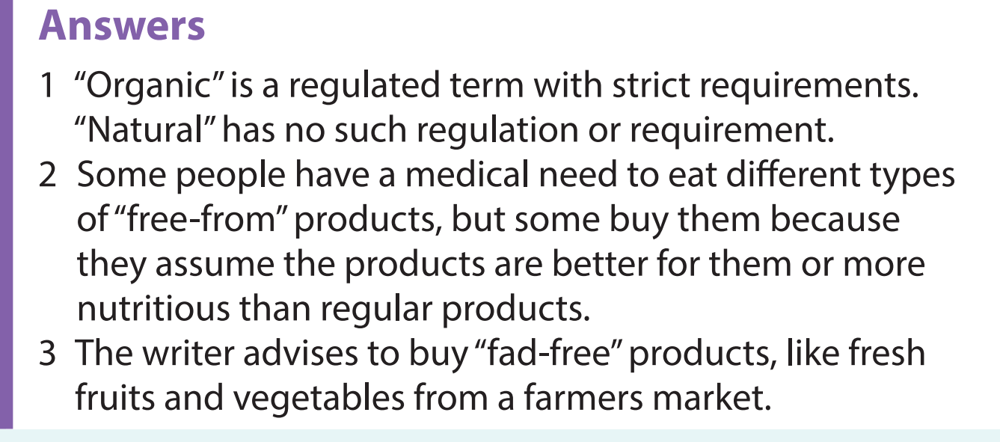 Answers
1 “Organic” is a regulated term with strict requirements.
“Natural” has no such regulation or requirement.
2 Some people have a medical need to eat different types
of “free-from” products, but some buy them because
they assume the products are better for them or more
nutritious than regular products.
3 The writer advises to buy “fad-free” products, like fresh
fruits and vegetables from a farmers market.